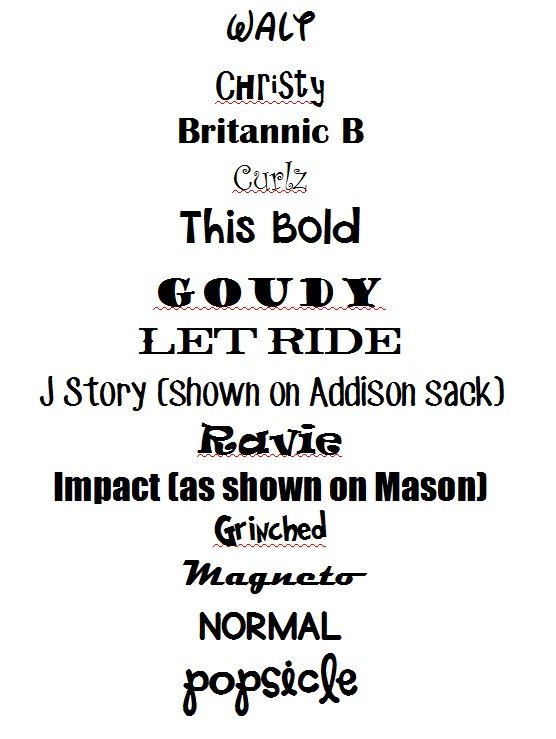 WALT
CHristy
Britannic B
Curlz
This Bold
GOUDY
LET RIDE
J Story (shown on Addison sack)
Ravie
Impact (as shown on Mason)
Grinched
Magneto
NORMAL
popsicle